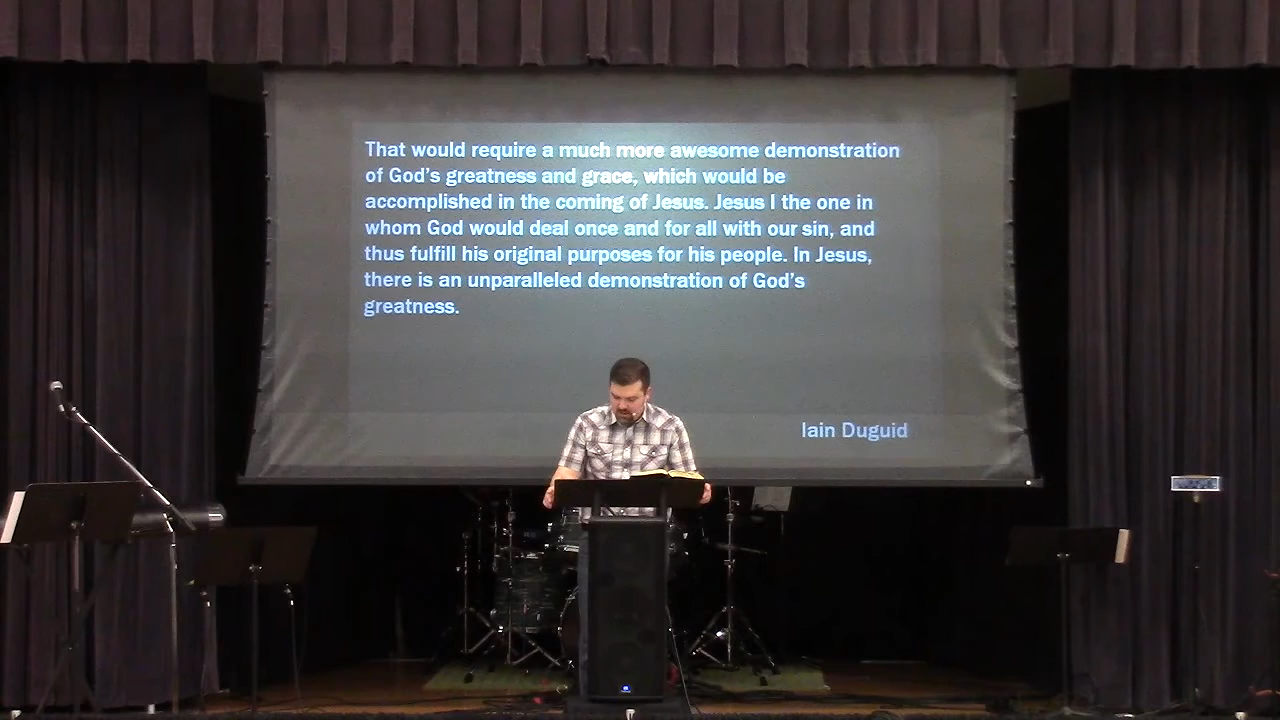 That would require a much more awesome demonstration
of God's greatness and grace, which would be
accomplished in the coming of Jesus. Jesus I the one in
whom God would deal once and for all with our sin, and
thus fulfill his original purposes for his people. In Jesus,
there is an unparalleled demonstration of God's
greatness.
Iain Duguid